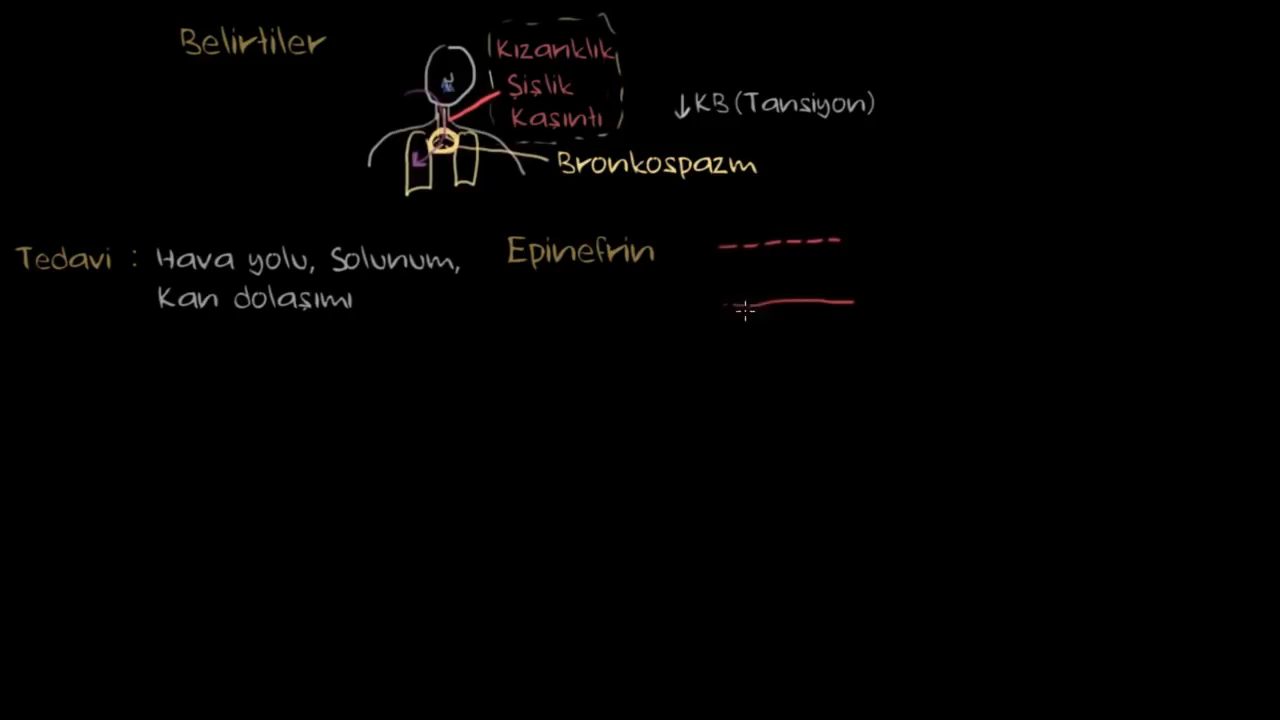 Belirtiler
Kızarıklık
Şişlik
Kaşıntı
↓KB (Tansiyon)
Bronkospazm
Tedavi : Hava yolu, Solunum,
Kan dolaşımı
Epinefrin